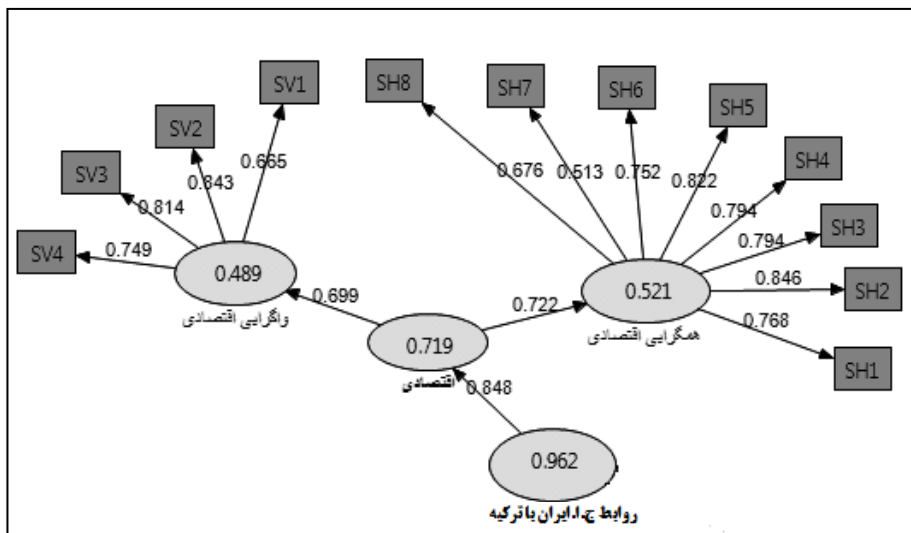 SV1
SH8
SH7
SH6
SH5
SV2
SH4
SV3
SH3
SV4
SH2
SH1
0.665
0.843
0.814
0.749
0.676
0.513
0.752
0.822
0.794
0.794
0.846
0.768
0.489
واگرایی اقتصادی
0.521
همگرایی اقتصادی
0.699
0.722
0.719
اقتصادی
0.848
0.962
روابط ج.ا.ایران با ترکیه